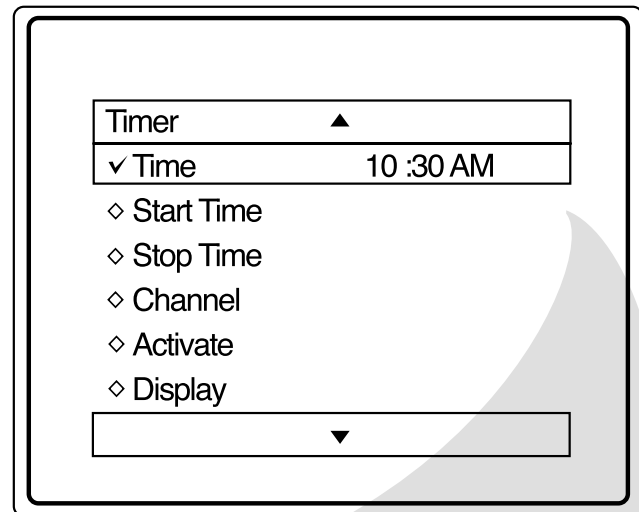 Timer ▲
✓ Time 10 :30 AM
◇ Start Time
◇ Stop Time
◇ Channel
◇ Activate
◇ Display
▼